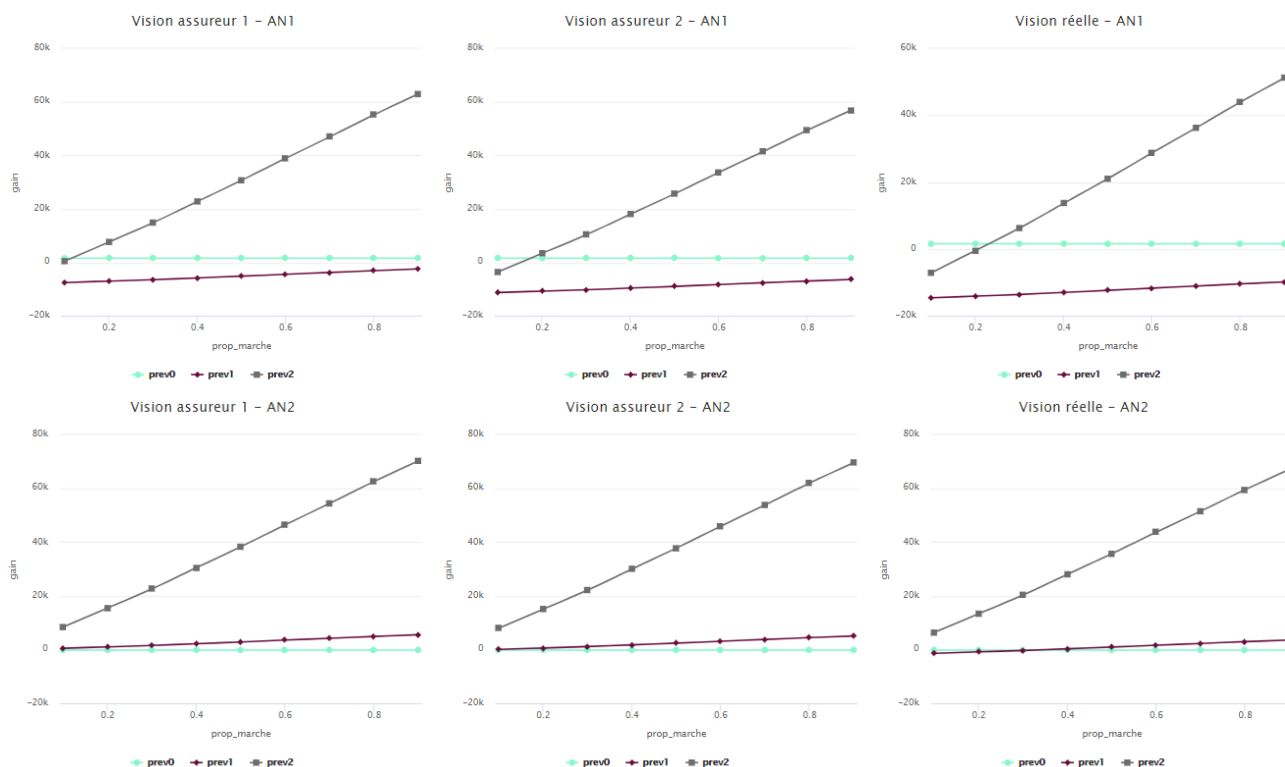 Vision assureur 1 – AN1
80k
60k
40k
20k
0
−20k
gain
0.2 0.4 0.6 0.8
prop_marche
prev0 prev1 prev2
Vision assureur 2 – AN1
80k
60k
40k
20k
0
−20k
gain
0.2 0.4 0.6 0.8
prop_marche
prev0 prev1 prev2
Vision réelle – AN1
60k
40k
20k
0
−20k
gain
0.2 0.4 0.6 0.8
prop_marche
prev0 prev1 prev2
Vision assureur 1 – AN2
80k
60k
40k
20k
0
−20k
gain
0.2 0.4 0.6 0.8
prop_marche
prev0 prev1 prev2
Vision assureur 2 – AN2
80k
60k
40k
20k
0
−20k
gain
0.2 0.4 0.6 0.8
prop_marche
prev0 prev1 prev2
Vision réelle – AN2
80k
60k
40k
20k
0
−20k
gain
0.2 0.4 0.6 0.8
prop_marche
prev0 prev1 prev2